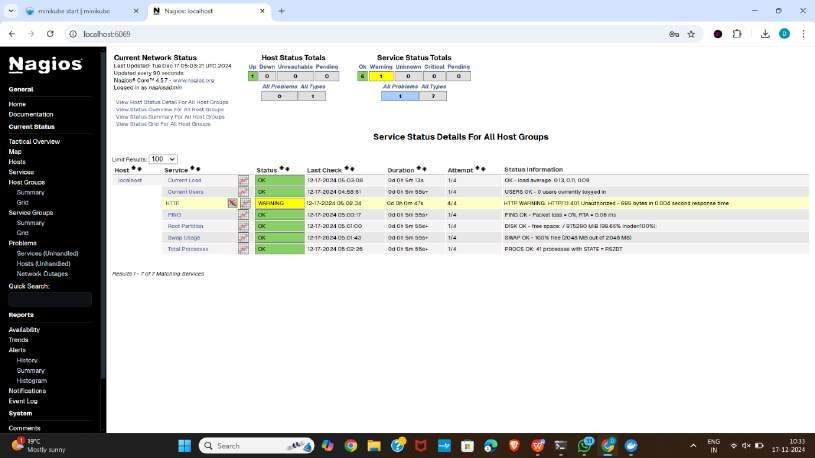 minikube start | minikube
Nagios: localhost
localhost:6069
Nagios®
General
Home
Documentation
Current Status
Tactical Overview
Map
Hosts
Services
Host Groups
Summary
Grid
Service Groups
Summary
Grid
Problems
Services (Unhandled)
Hosts (Unhandled)
Network Outages
Quick Search:
Reports
Availability
Trends
Alerts
History
Summary
Histogram
Notifications
Event Log
System
Comments
Current Network Status
Last Updated: Tue Dec 17 05:03:21 UTC 2024
Updated every 90 seconds
Nagios® Core™ 4.5.7 - www.nagios.org
Logged in as nagiosadmin
View Host Status Detail For All Host Groups
View Status Overview For All Host Groups
View Status Summary For All Host Groups
View Status Grid For All Host Groups
Host Status Totals
Up Down Unreachable Pending
1 0 0 0
All Problems All Types
0 1
Service Status Totals
Ok Warning Unknown Critical Pending
6 1 0 0 0
All Problems All Types
1 7
Service Status Details For All Host Groups
Limit Results: 100
Host Service Status Last Check Duration Attempt Status Information
localhost Current Load OK 12-17-2024 05:03:08 0d 0h 5m 13s 1/4 OK - load average: 0.13, 0.11, 0.09
Current Users OK 12-17-2024 04:58:51 0d 0h 5m 55s+ 1/4 USERS OK - 0 users currently logged in
HTTP WARNING 12-17-2024 05:02:34 0d 0h 0m 47s 4/4 HTTP WARNING: HTTP/1.1 401 Unauthorized - 595 bytes in 0.004 second response time
PING OK 12-17-2024 05:00:17 0d 0h 5m 55s+ 1/4 PING OK - Packet loss = 0%, RTA = 0.06 ms
Root Partition OK 12-17-2024 05:01:00 0d 0h 5m 55s+ 1/4 DISK OK - free space: / 975290 MiB
Swap Usage OK 12-17-2024 05:01:43 0d 0h 5m 55s+ 1/4 SWAP OK - 100% free (2048 MB out of 2048 MB)
Total Processes OK 12-17-2024 05:02:26 0d 0h 5m 55s+ 1/4 PROCS OK: 41 processes with STATE = RSZDT
Results 1 - 7 of 7 Matching Services
19°C
Mostly sunny
Search
ENG
IN
10:33
17-12-2024